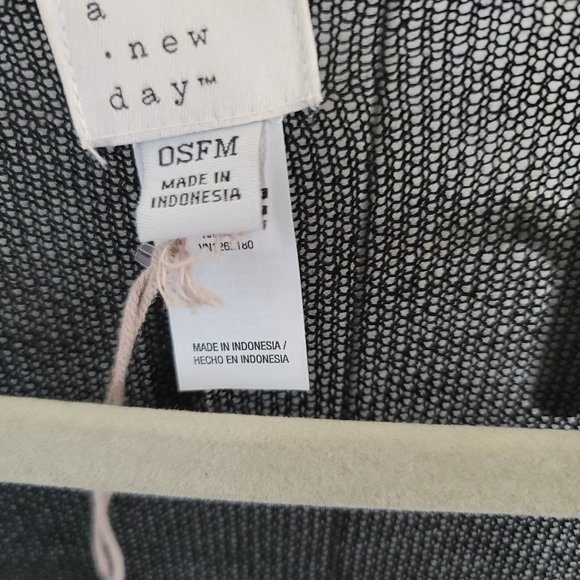 a
.new
day™
OSFM
MADE IN
INDONESIA
MADE IN INDONESIA /
HECHO EN INDONESIA